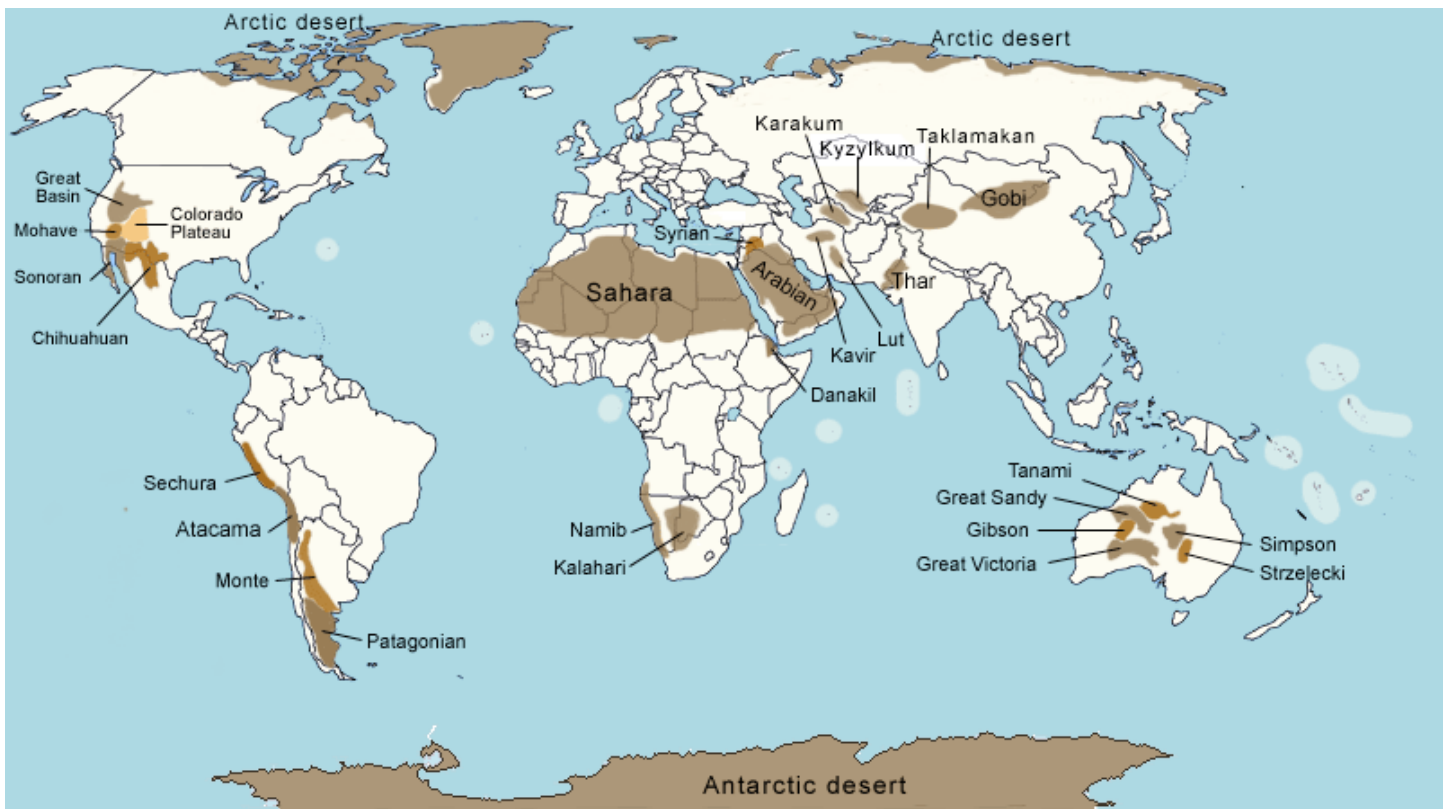 Arctic desert
Arctic desert
Karakum
Taklamakan
Kyzylkum
Great
Basin
Gobi
Colorado
Plateau
Mohave
Syrian
Sonoran
Arabian
Thar
Sahara
Chihuahuan
Lut
Kavir
Danakil
Sechura
Tanami
Great Sandy
Atacama
Namib
Gibson
Simpson
Kalahari
Great Victoria
Strzelecki
Monte
Patagonian
Antarctic desert